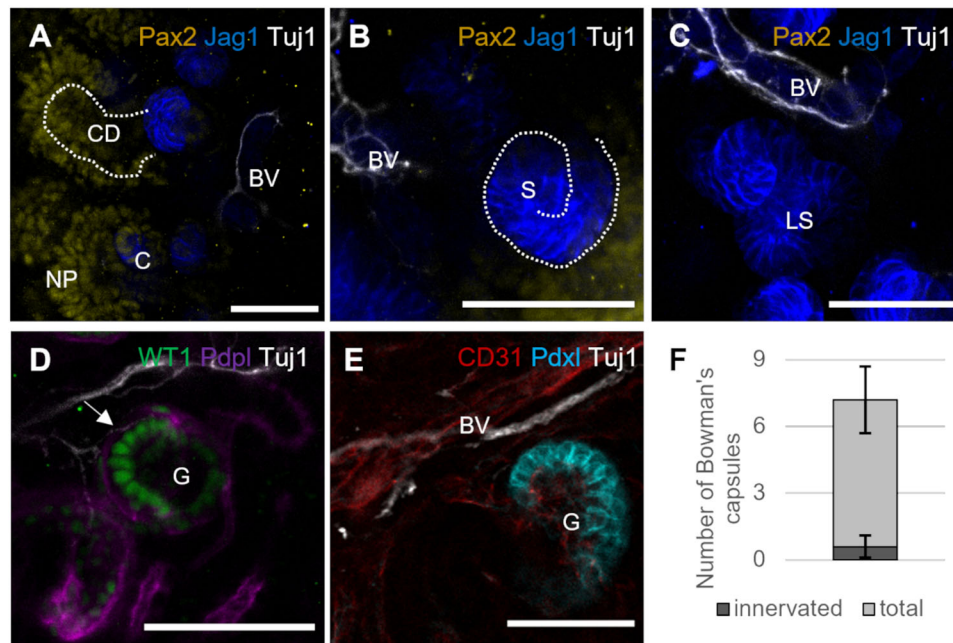 A Pax2 Jag1 Tuj1
CD
BV
C
NP
B Pax2 Jag1 Tuj1
BV
S
C Pax2 Jag1 Tuj1
BV
LS
D WT1 Pdpl Tuj1
G
E CD31 Pdxl Tuj1
BV
G
F
Number of Bowman's
capsules
9
6
3
0
innervated total